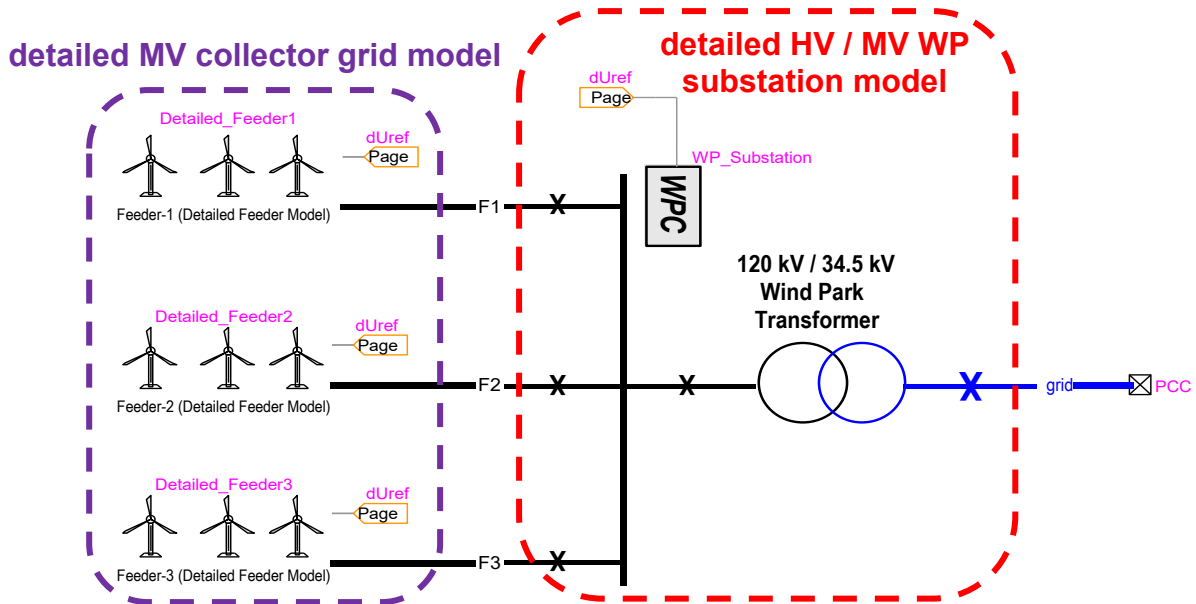 detailed MV collector grid model
detailed HV / MV WP
substation model
dUref
Page
WP_Substation
WPC
Detailed_Feeder1
dUref
Page
Feeder-1 (Detailed Feeder Model)
F1
X
120 kV / 34.5 kV
Wind Park
Transformer
Detailed_Feeder2
dUref
Page
Feeder-2 (Detailed Feeder Model)
F2
X
X
X
grid
PCC
Detailed_Feeder3
dUref
Page
Feeder-3 (Detailed Feeder Model)
F3
X